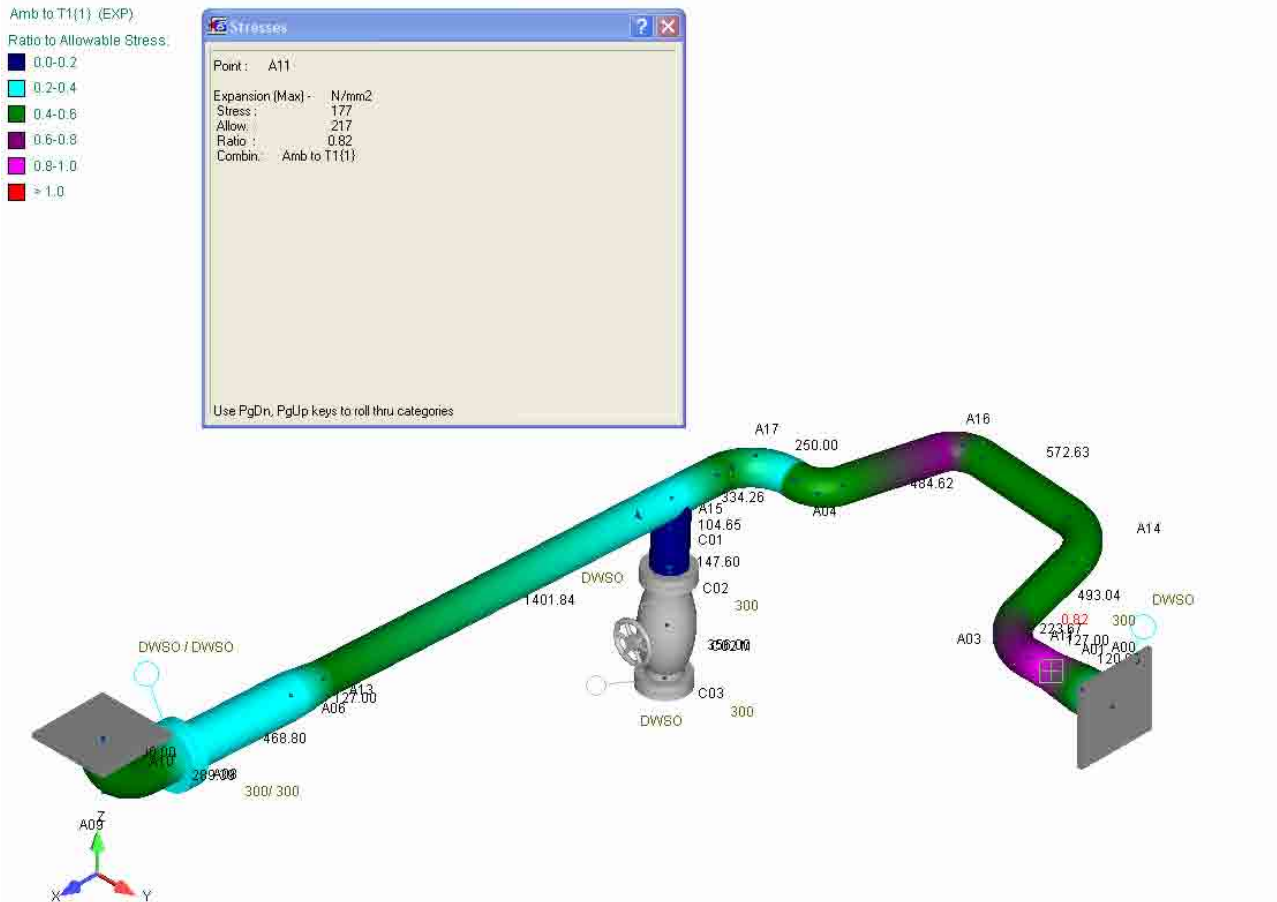 Amb to T1{1} (EXP)
Ratio to Allowable Stress:
0.0-0.2
0.2-0.4
0.4-0.6
0.6-0.8
0.8-1.0
> 1.0
Stresses
Point : A11
Expansion (Max) - N/mm2
Stress : 177
Allow. : 217
Ratio : 0.82
Combin. : Amb to T1{1}
Use PgDn, PgUp keys to roll thru categories
A16
A17
250.00
572.63
484.62
334.26
A04
A15
104.65
C01
A14
147.60
DWSO
C02
300
1401.84
493.04
DWSO
0.82
300
223.67
A11
127.00
A03
A01
A00
DWSO / DWSO
C03
300
DWSO
A13
127.00
A06
468.80
A10
A08
300/ 300
A09
Z
X
Y